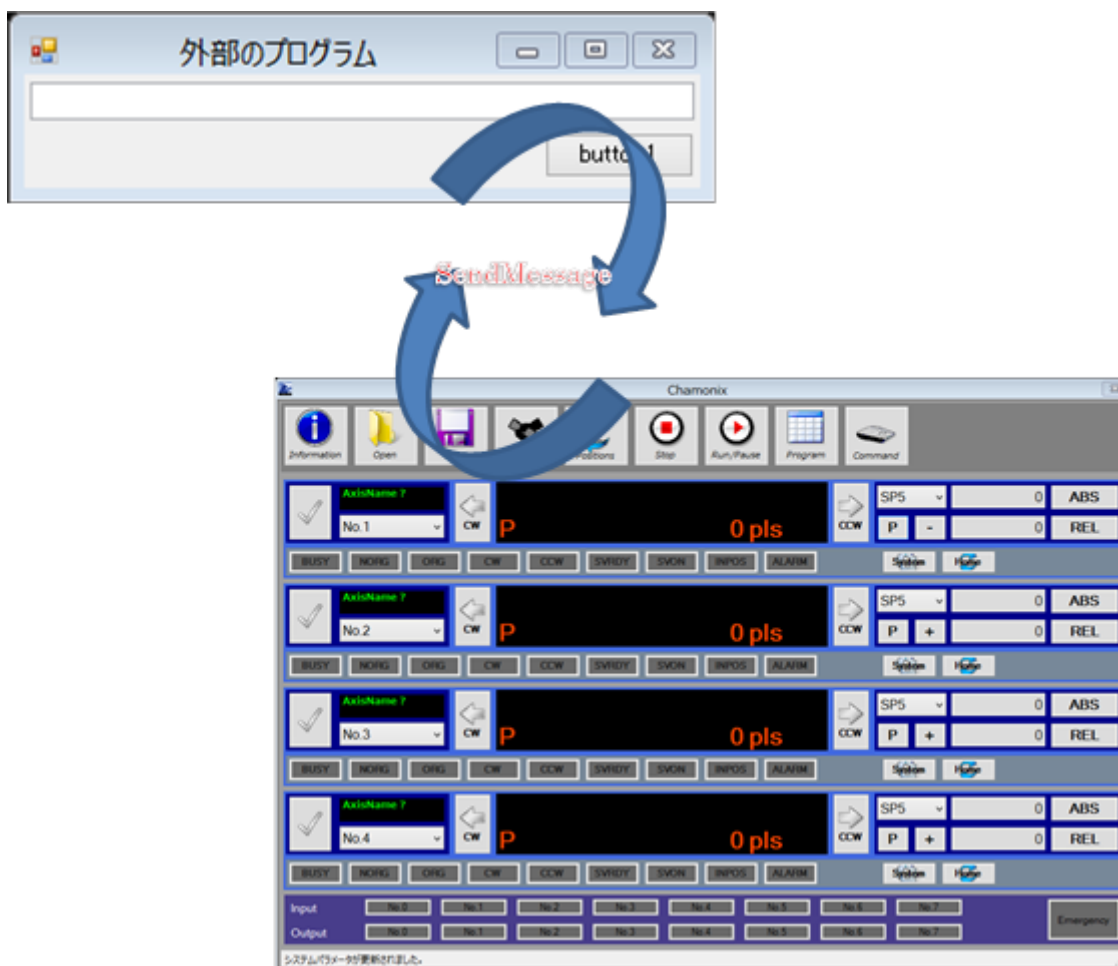 外部のプログラム
button1
SendMessage
Chamonix
Information Open Positions Stop Run/Pause Program Command
AxisName ? SP5 0 ABS
No.1 CW P 0 pls CCW P - 0 REL
BUSY NORG ORG CW CCW SVRDY SVON INPOS ALARM System Home
AxisName ? SP5 0 ABS
No.2 CW P 0 pls CCW P + 0 REL
BUSY NORG ORG CW CCW SVRDY SVON INPOS ALARM System Home
AxisName ? SP5 0 ABS
No.3 CW P 0 pls CCW P + 0 REL
BUSY NORG ORG CW CCW SVRDY SVON INPOS ALARM System Home
AxisName ? SP5 0 ABS
No.4 CW P 0 pls CCW P + 0 REL
BUSY NORG ORG CW CCW SVRDY SVON INPOS ALARM System Home
Input No.0 No.1 No.2 No.3 No.4 No.5 No.6 No.7 Emergency
Output No.0 No.1 No.2 No.3 No.4 No.5 No.6 No.7
システムパラメータが更新されました。